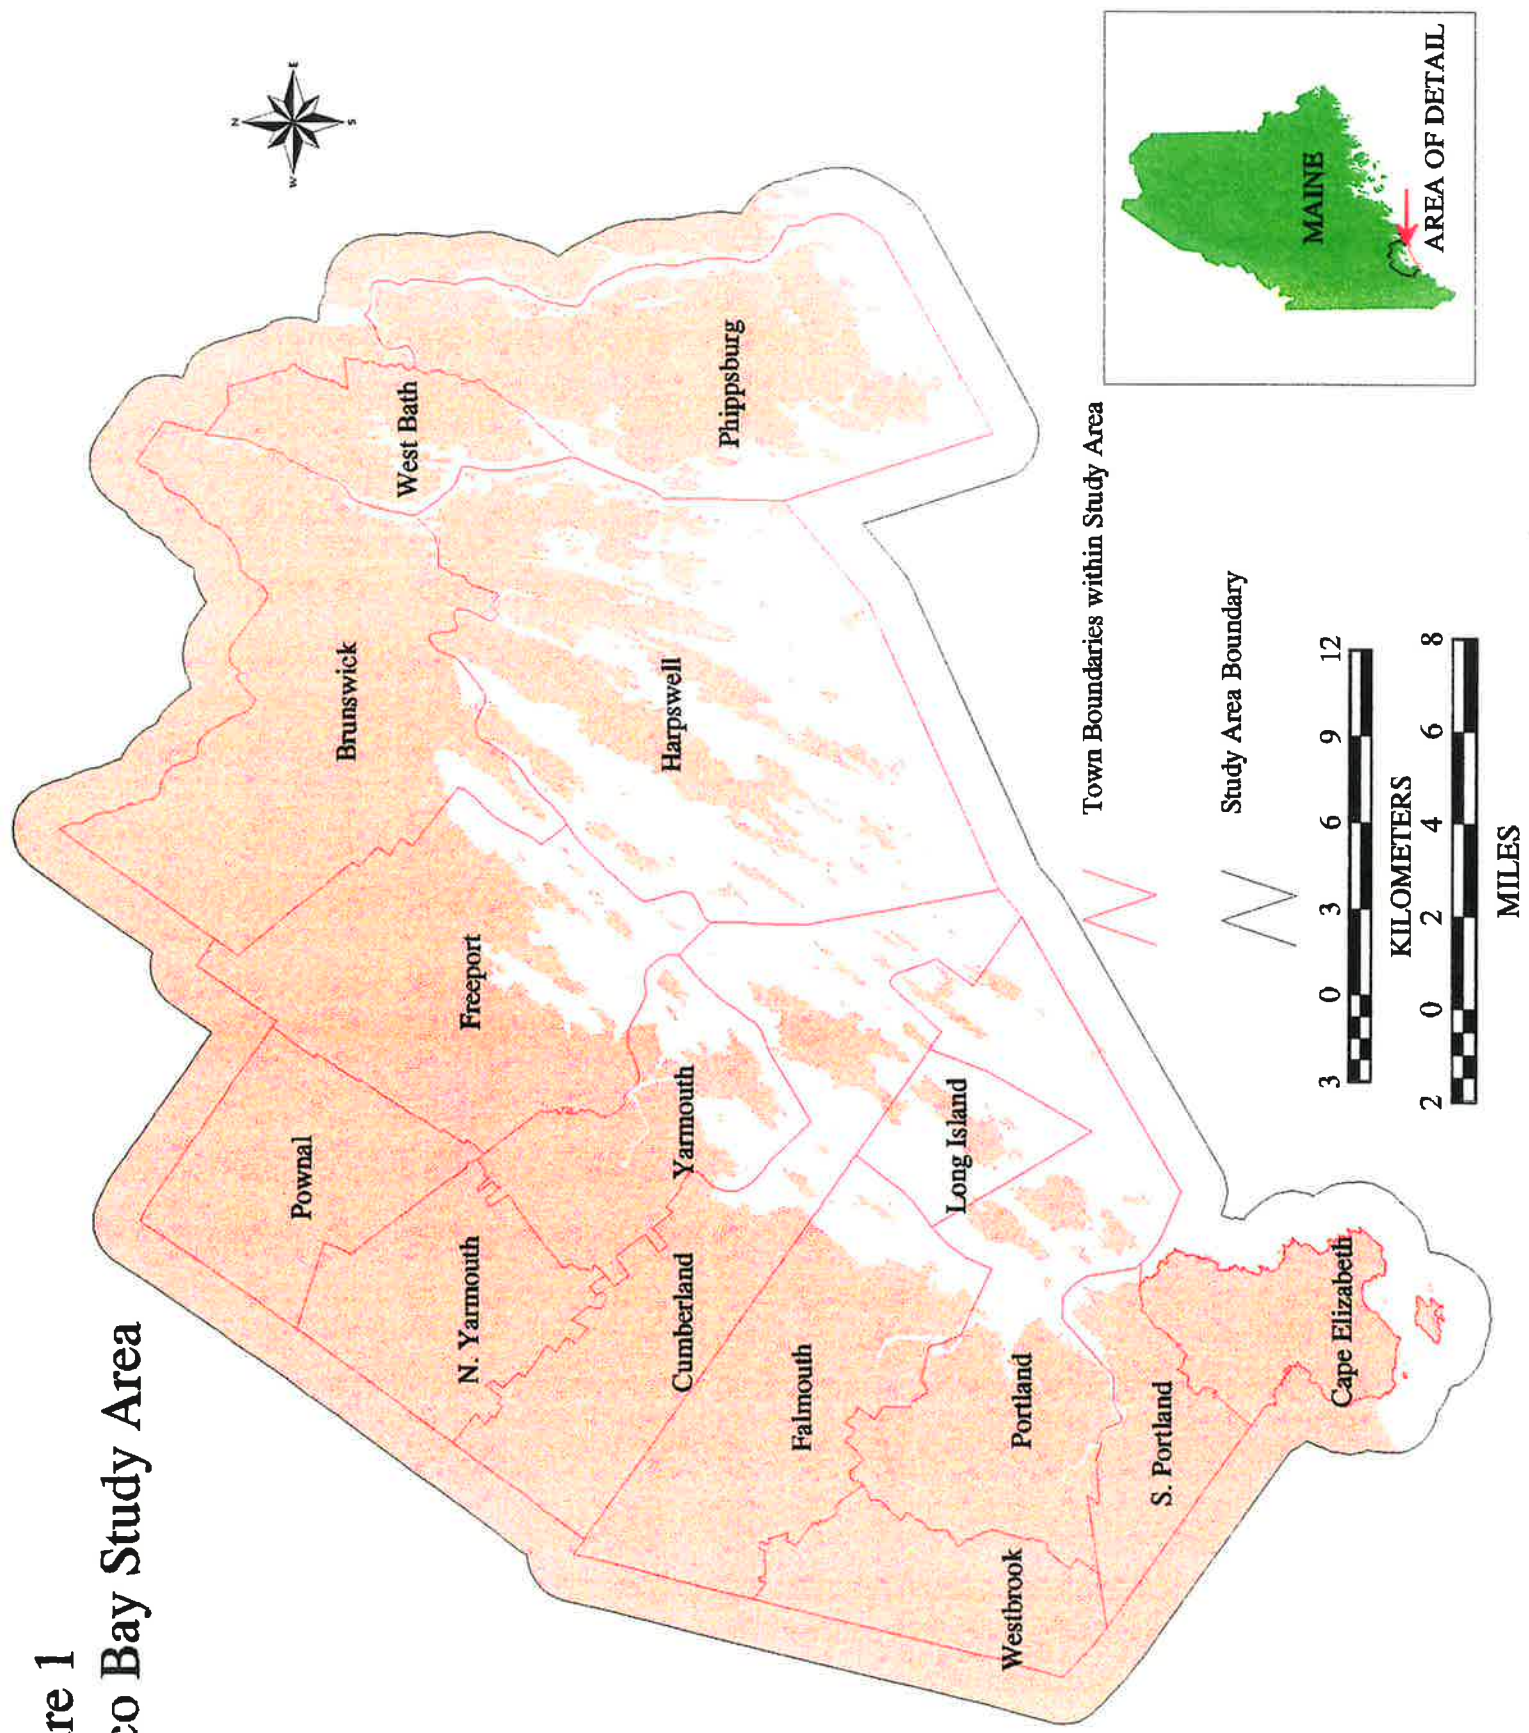 re 1
co Bay Study Area
N
W
E
S
Pownal
Brunswick
West Bath
N. Yarmouth
Freeport
Cumberland
Yarmouth
Harpswell
Phippsburg
Falmouth
Long Island
Westbrook
Portland
S. Portland
Cape Elizabeth
Town Boundaries within Study Area
Study Area Boundary
3 0 3 6 9 12
KILOMETERS
2 0 2 4 6 8
MILES
MAINE
AREA OF DETAIL